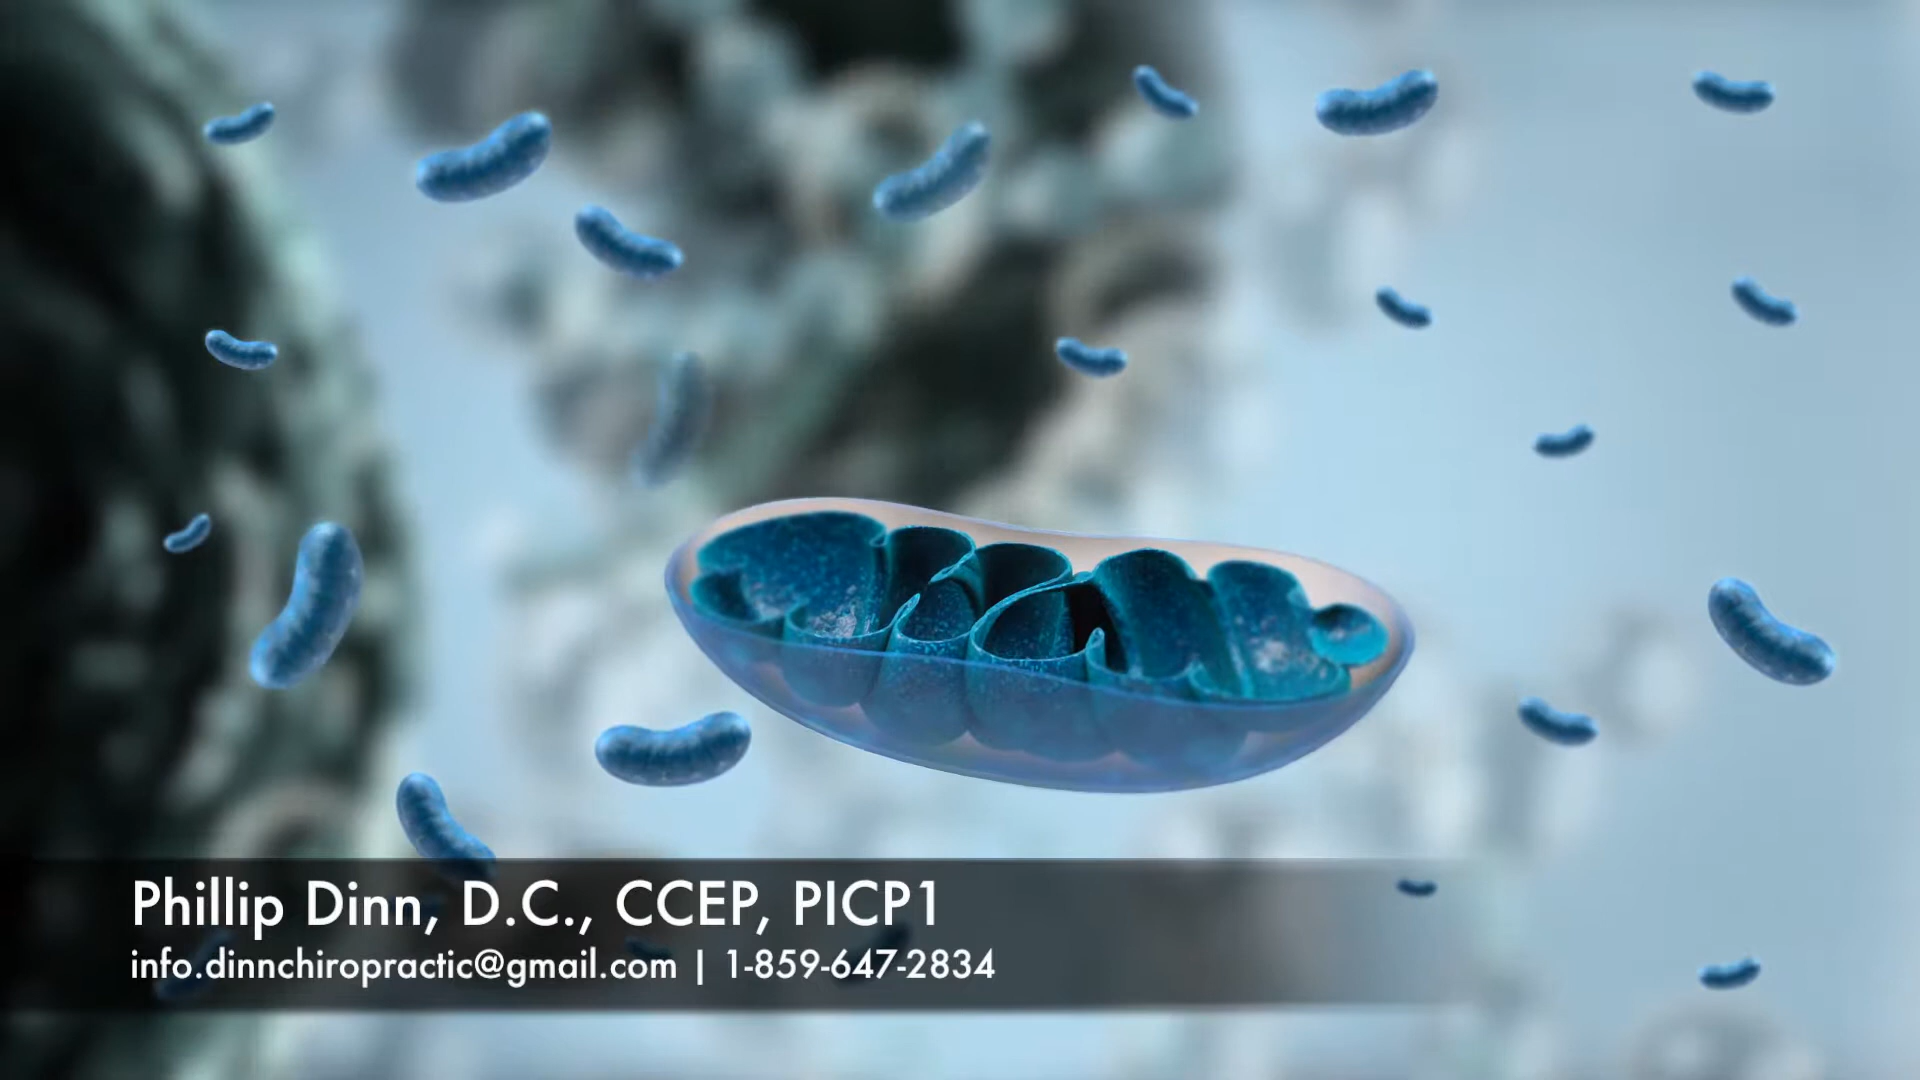 Phillip Dinn, D.C., CCEP, PICP1
info.dinnchiropractic@gmail.com | 1-859-647-2834